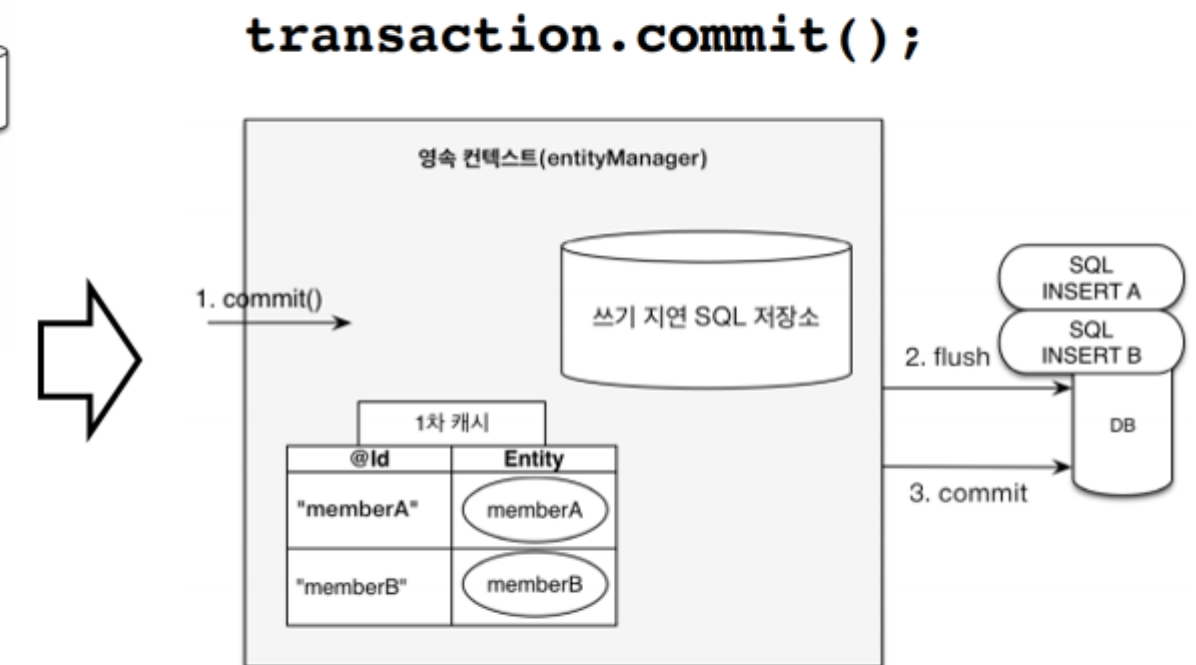 transaction.commit();
영속 컨텍스트(entityManager)
1. commit()
쓰기 지연 SQL 저장소
SQL
INSERT A
SQL
INSERT B
2. flush
DB
3. commit
1차 캐시
@Id Entity
"memberA" memberA
"memberB" memberB